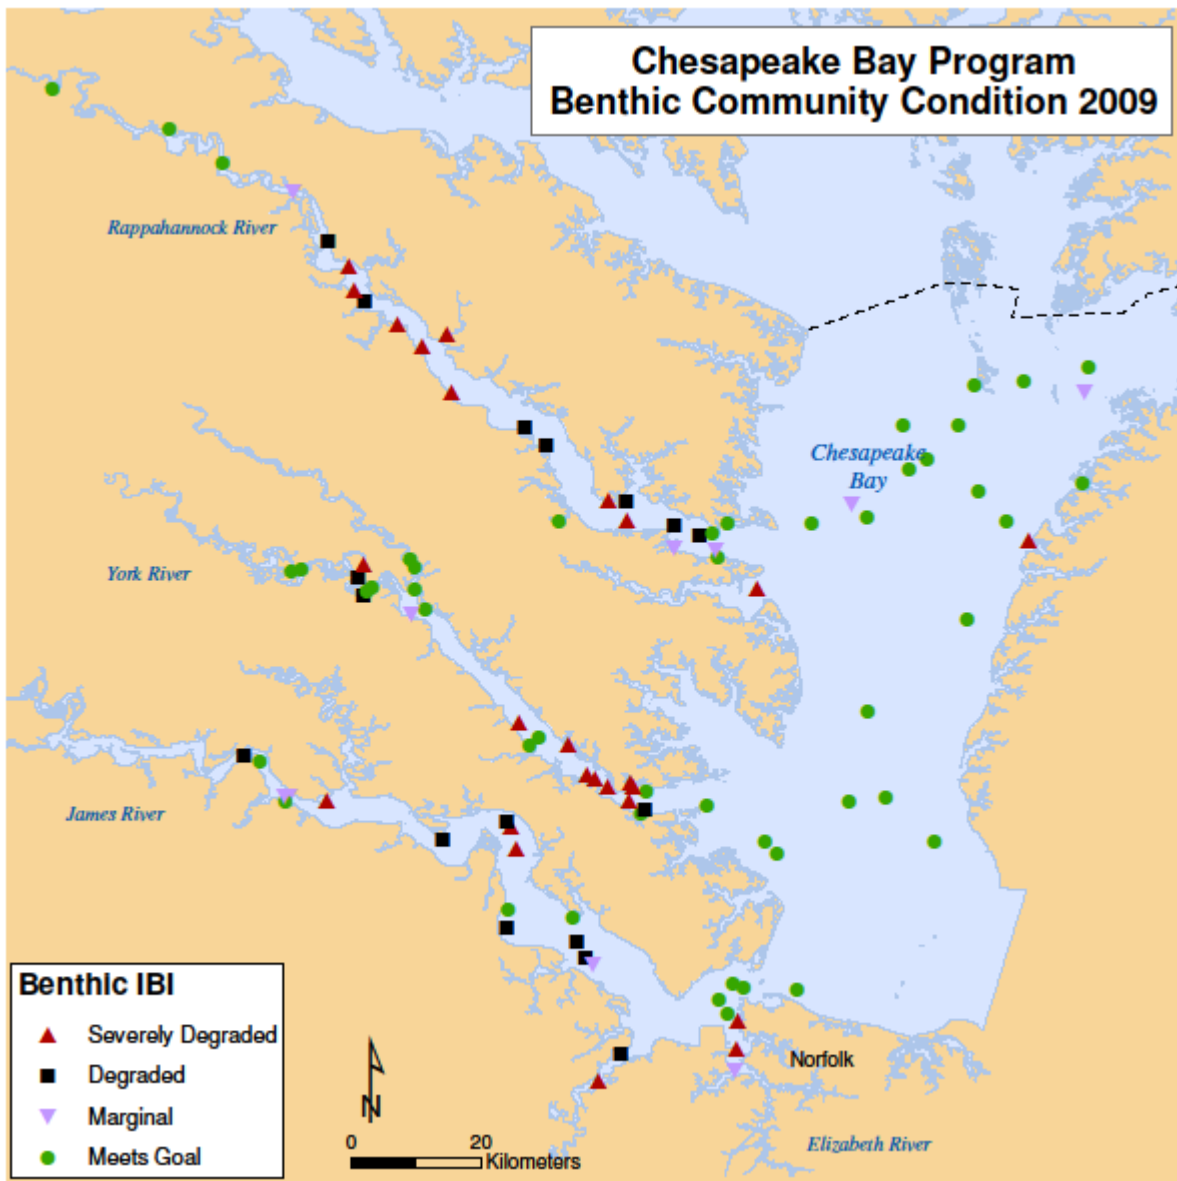 Chesapeake Bay Program
Benthic Community Condition 2009
Rappahannock River
Chesapeake
Bay
York River
James River
Benthic IBI
Severely Degraded
Degraded
Marginal
Meets Goal
N
0 20
Kilometers
Norfolk
Elizabeth River